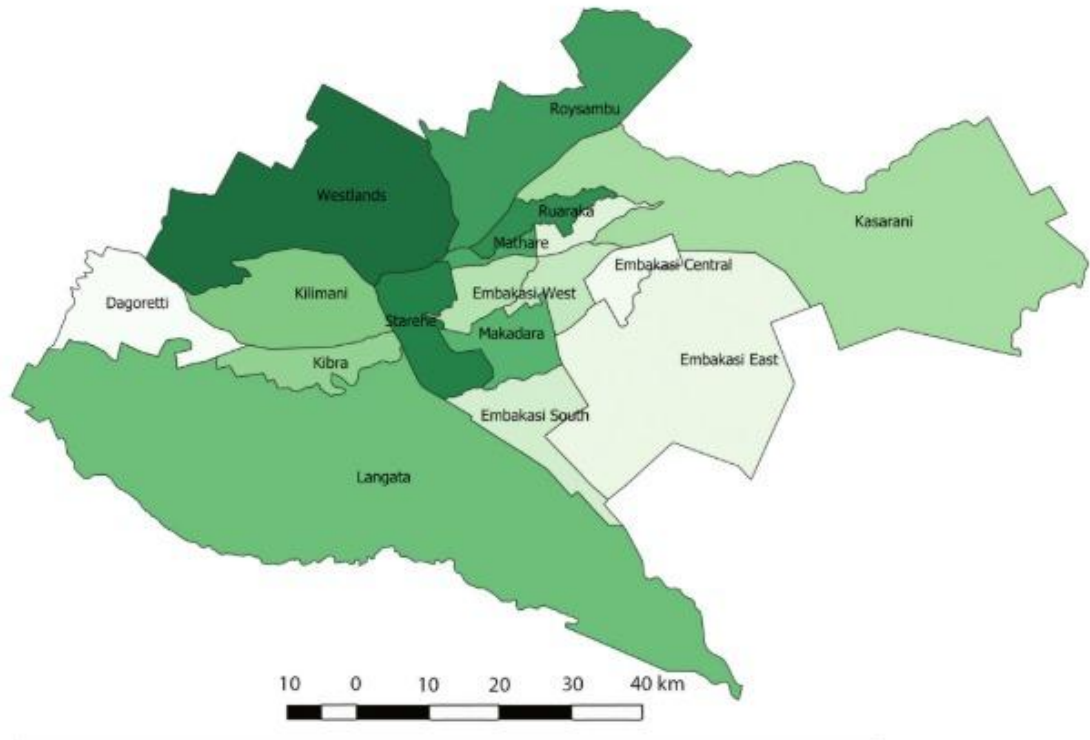 Roysambu
Westlands
Ruaraka
Kasarani
Mathare
Embakasi Central
Dagoretti
Kilimani
Embakasi West
Starehe
Makadara
Kibra
Embakasi East
Embakasi South
Langata
10 0 10 20 30 40 km